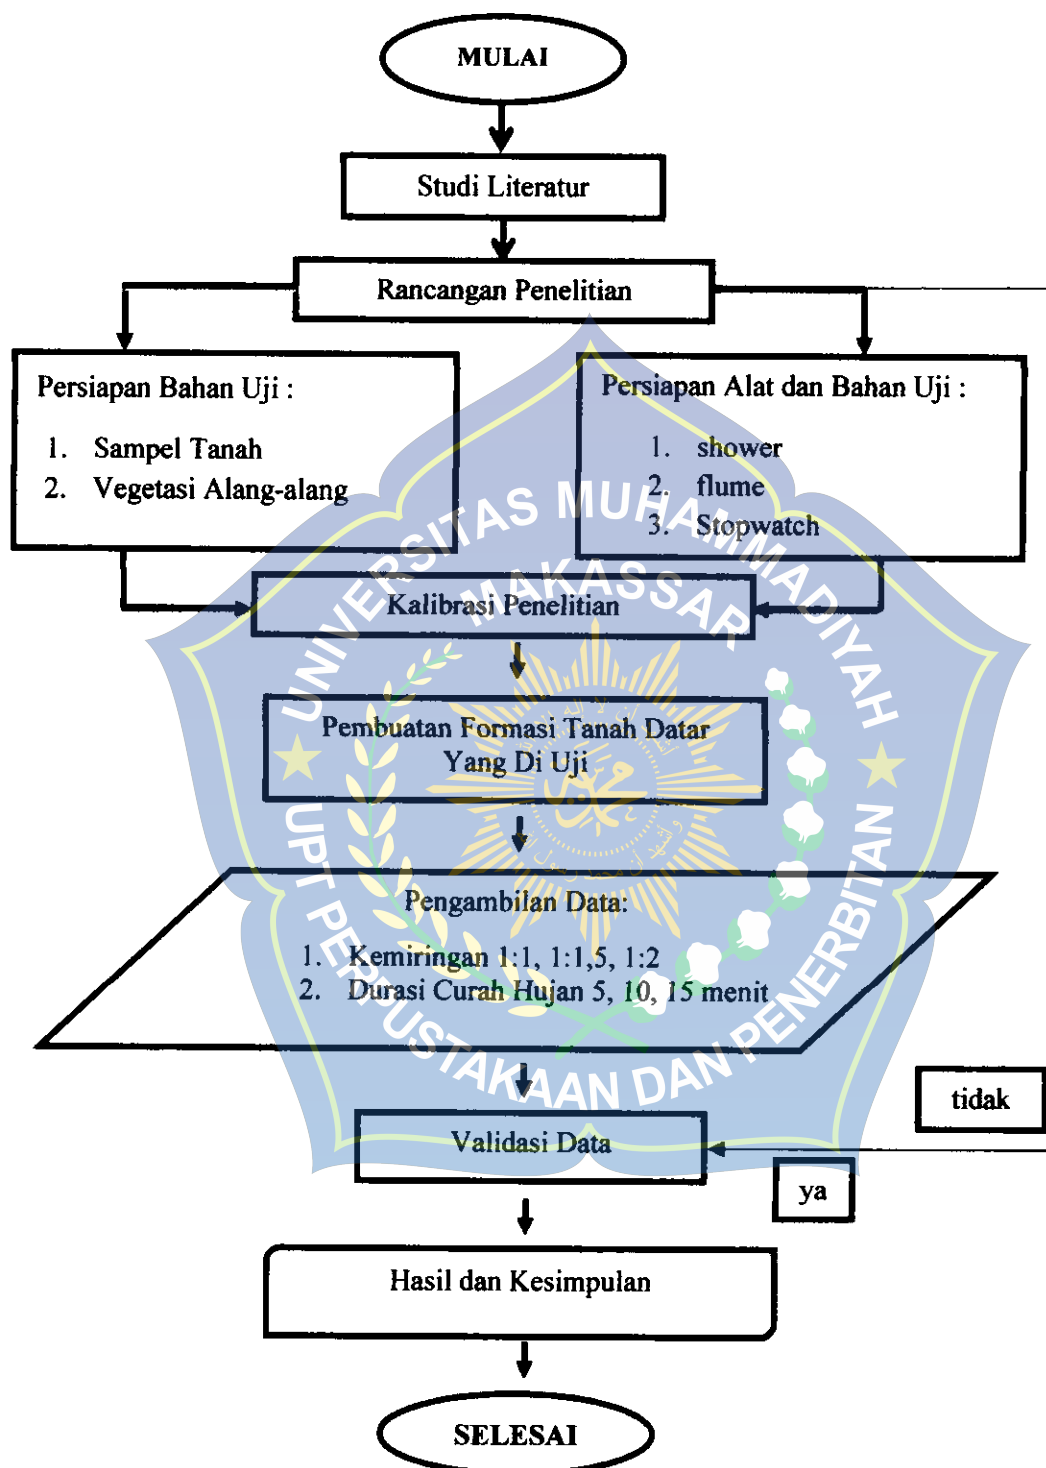 MULAI
Studi Literatur
Rancangan Penelitian
Persiapan Bahan Uji :
1. Sampel Tanah
2. Vegetasi Alang-alang
Persiapan Alat dan Bahan Uji :
1. shower
2. flume
3. Stopwatch
UNIVERSITAS MUHAMMADIYAH
MAKASSAR
Kalibrasi Penelitian
Pembuatan Formasi Tanah Datar
Yang Di Uji
Pengambilan Data:
1. Kemiringan 1:1, 1:1,5, 1:2
2. Durasi Curah Hujan 5, 10, 15 menit
UPT PERPUSTAKAAN DAN PENERBITAN
tidak
Validasi Data
ya
Hasil dan Kesimpulan
SELESAI